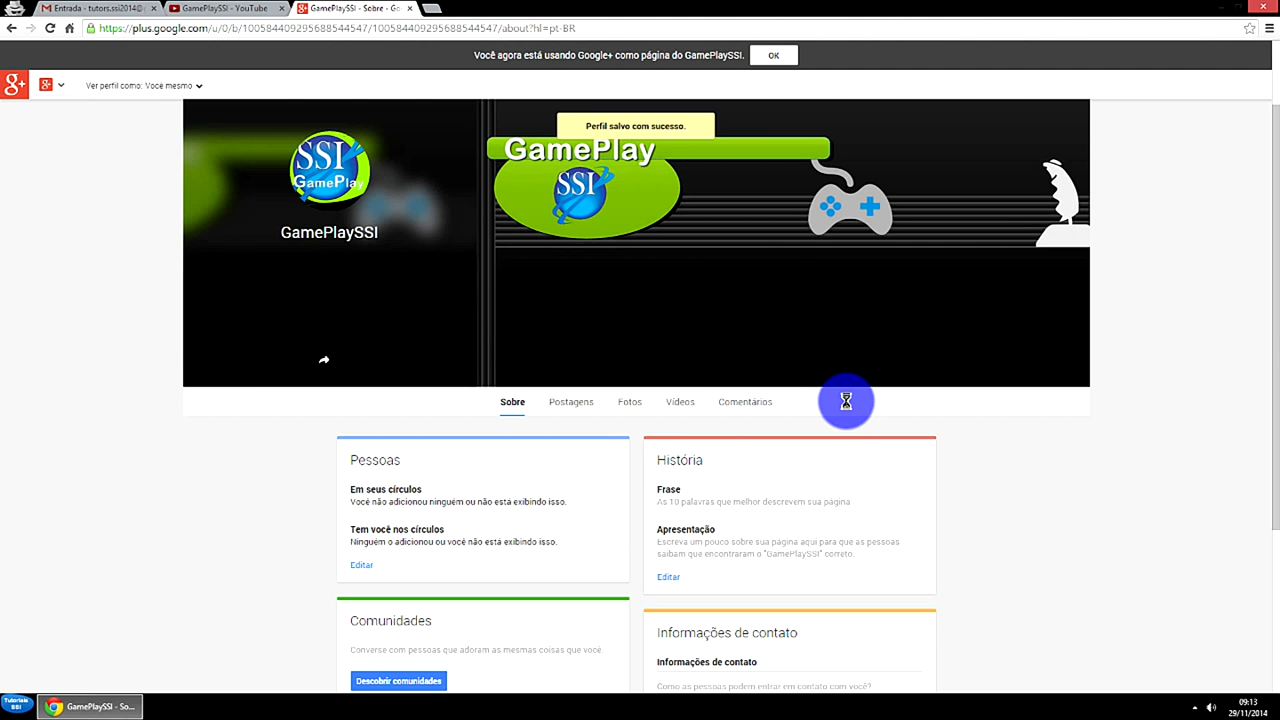 Entrada - tutors.ssi2014@
GamePlaySSI - YouTube
GamePlaySSI - Sobre - Go
https://plus.google.com/u/0/b/100584409295688544547/100584409295688544547/about?hl=pt-BR
Você agora está usando Google+ como página do GamePlaySSI.
OK
g+
g+
Ver perfil como: Você mesmo
Perfil salvo com sucesso.
SSI
GamePlay
GamePlay
SSI
GamePlaySSI
Sobre
Postagens
Fotos
Vídeos
Comentários
Pessoas
Em seus círculos
Você não adicionou ninguém ou não está exibindo isso.
Tem você nos círculos
Ninguém o adicionou ou você não está exibindo isso.
Editar
História
Frase
As 10 palavras que melhor descrevem sua página
Apresentação
Escreva um pouco sobre sua página aqui para que as pessoas
saibam que encontraram o "GamePlaySSI" correto.
Editar
Comunidades
Converse com pessoas que adoram as mesmas coisas que você.
Descobrir comunidades
Informações de contato
Informações de contato
Como as pessoas podem entrar em contato com você?
Tutoriais
SSI
GamePlaySSI - So...
09:13
29/11/2014